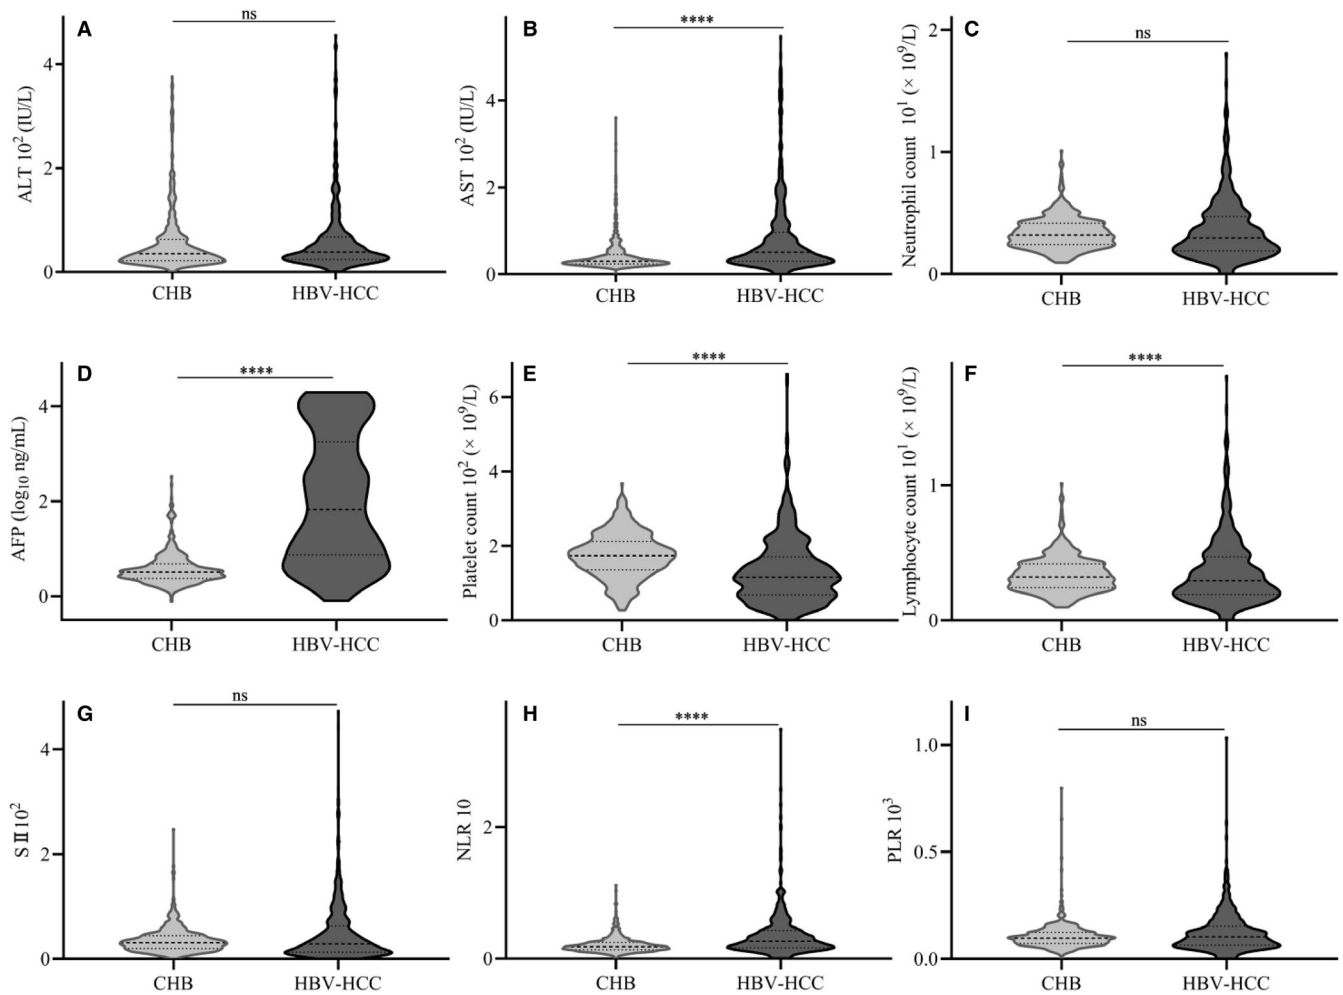 A
ns
ALT 10² (IU/L)
4
2
0
CHB HBV-HCC
B
****
AST 10² (IU/L)
4
2
0
CHB HBV-HCC
C
ns
Neutrophil count 10¹ (× 10⁹/L)
2
1
0
CHB HBV-HCC
D
****
AFP (log₁₀ ng/mL)
4
2
0
CHB HBV-HCC
E
****
Platelet count 10² (× 10⁹/L)
6
4
2
0
CHB HBV-HCC
F
****
Lymphocyte count 10¹ (× 10⁹/L)
1
0
CHB HBV-HCC
G
ns
S II 10²
4
2
0
CHB HBV-HCC
H
****
NLR 10
2
0
CHB HBV-HCC
I
ns
PLR 10³
1.0
0.5
0.0
CHB HBV-HCC